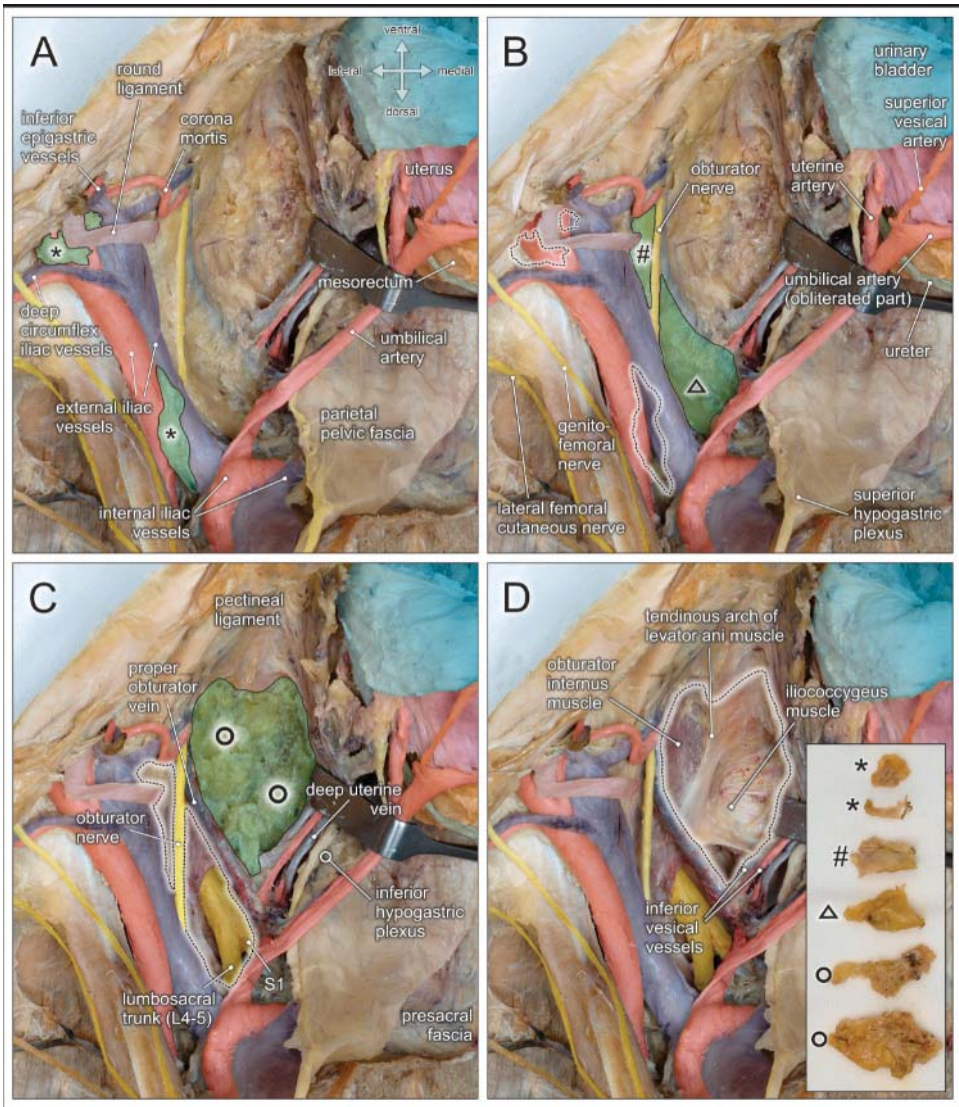 A
ventral
lateral
medial
dorsal
round
ligament
inferior
epigastric
vessels
corona
mortis
uterus
*
mesorectum
deep
circumflex
iliac vessels
umbilical
artery
external iliac
vessels
parietal
pelvic fascia
*
internal iliac
vessels
B
urinary
bladder
superior
vesical
artery
obturator
nerve
uterine
artery
#
umbilical artery
(obliterated part)
ureter
△
genito-
femoral
nerve
lateral femoral
cutaneous nerve
superior
hypogastric
plexus
C
pectineal
ligament
proper
obturator
vein
deep uterine
vein
obturator
nerve
inferior
hypogastric
plexus
S1
lumbosacral
trunk (L4-5)
presacral
fascia
D
tendinous arch of
levator ani muscle
obturator
internus
muscle
iliococcygeus
muscle
inferior
vesical
vessels
*
*
#
△
O
O